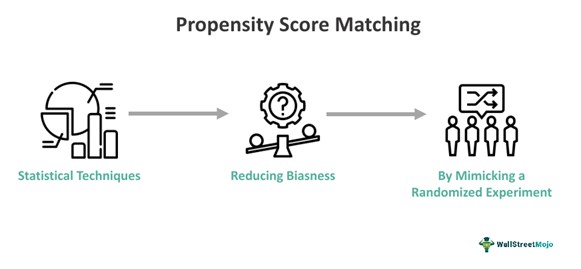 Propensity Score Matching
?
Statistical Techniques
Reducing Biasness
By Mimicking a
Randomized Experiment
WallStreetMojo